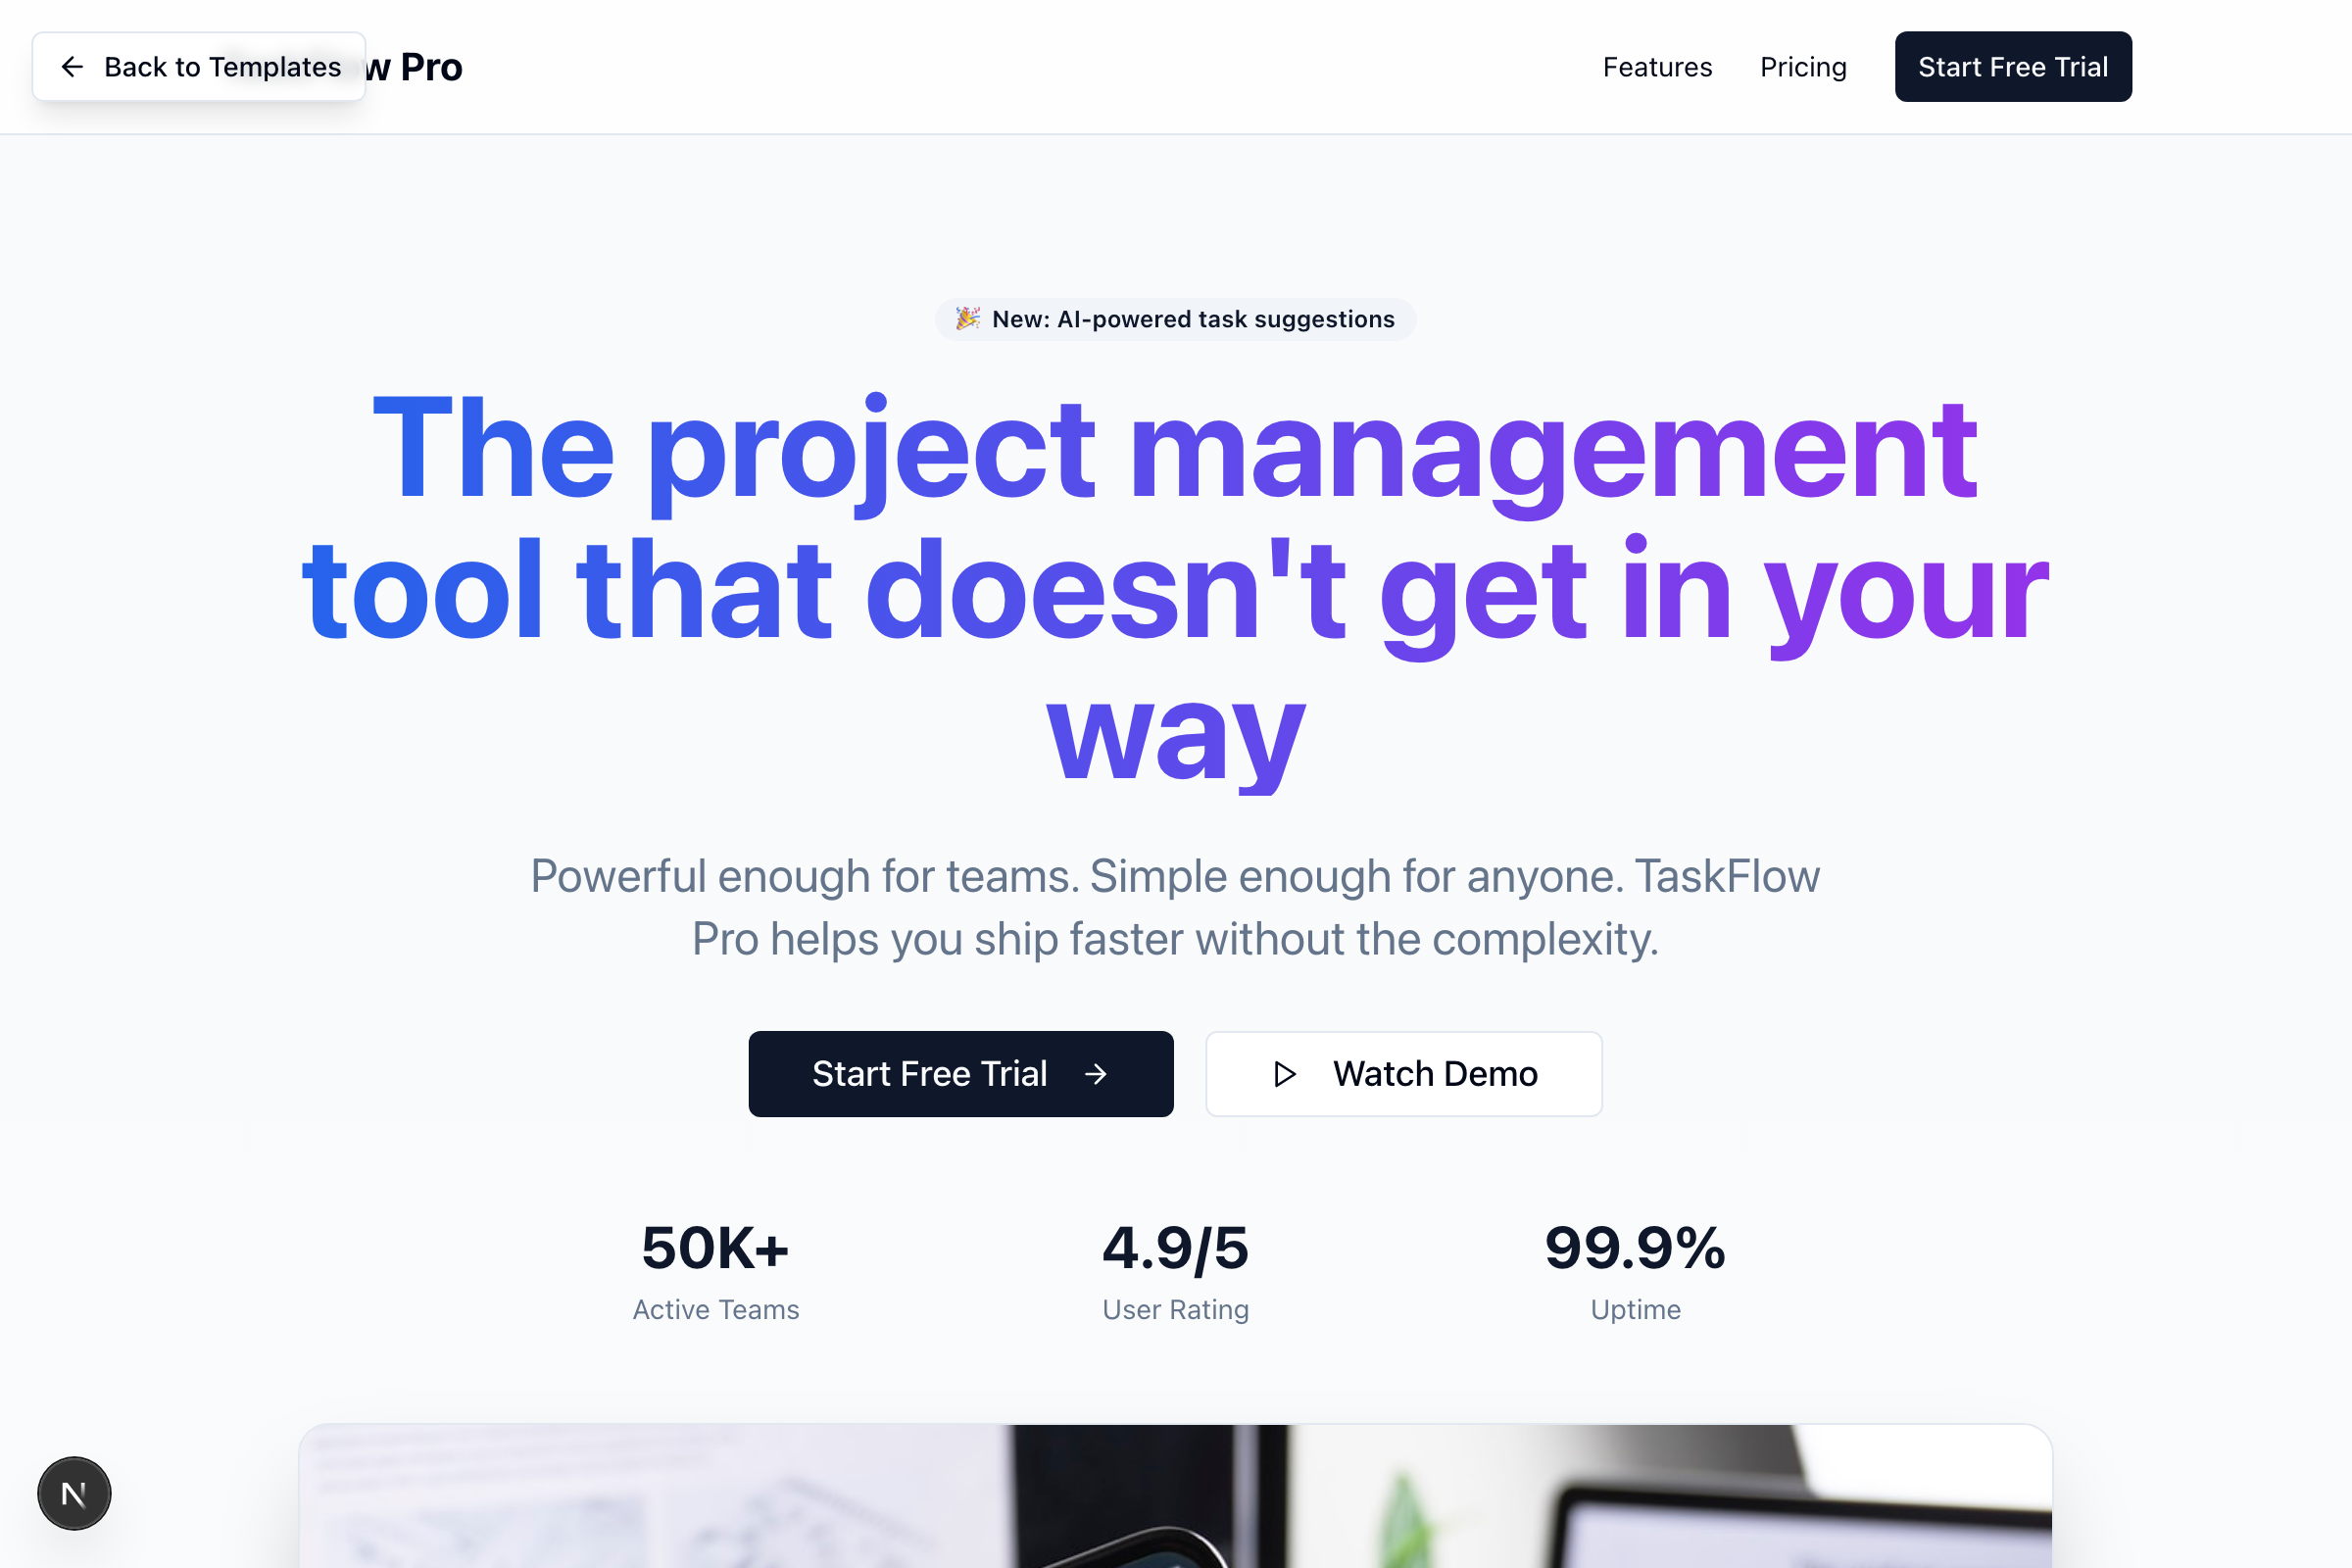 Back to Templates
w Pro
Features
Pricing
Start Free Trial
🎉 New: AI-powered task suggestions
The project management
tool that doesn't get in your
way
Powerful enough for teams. Simple enough for anyone. TaskFlow
Pro helps you ship faster without the complexity.
Start Free Trial
Watch Demo
50K+
Active Teams
4.9/5
User Rating
99.9%
Uptime
N